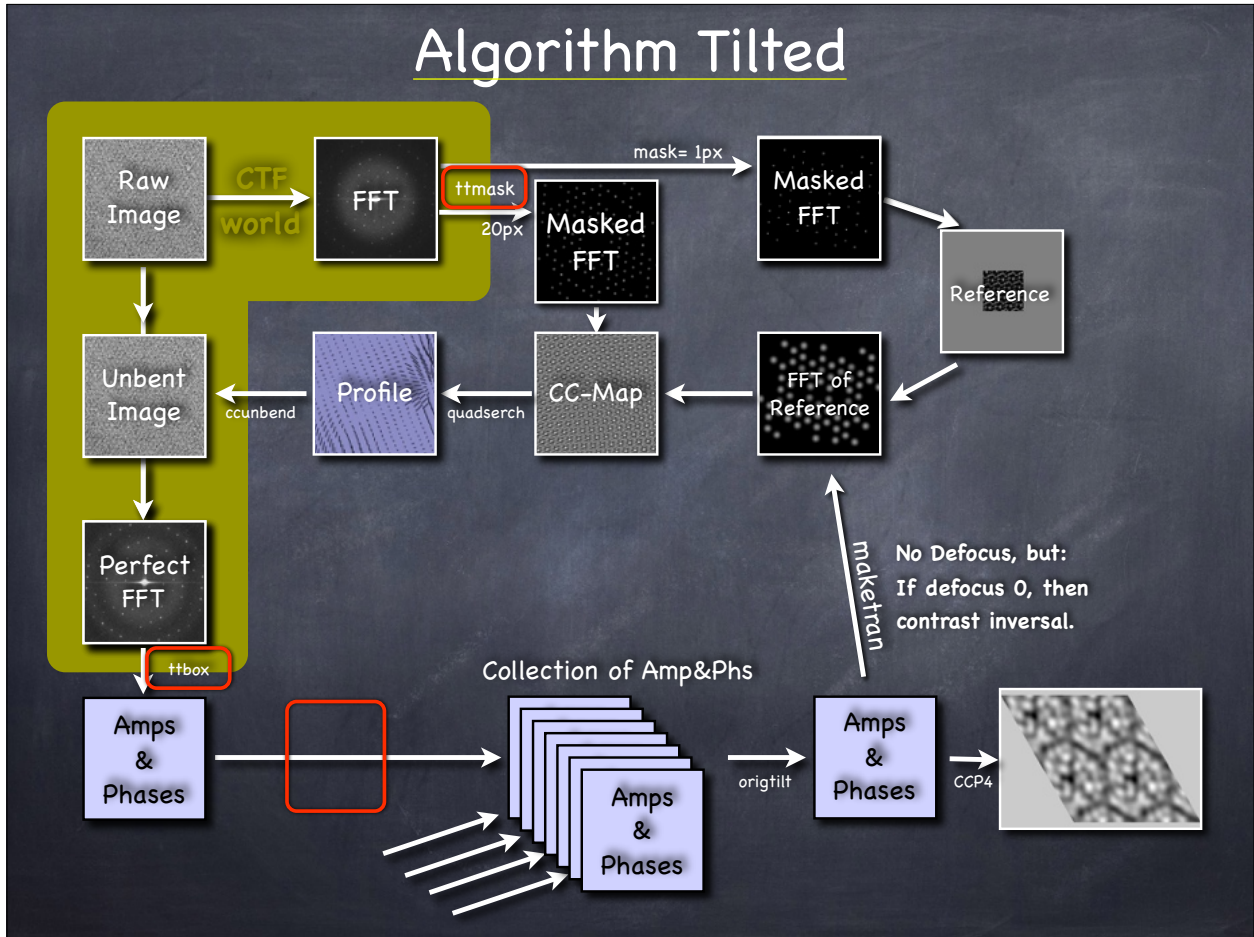 Algorithm Tilted
Raw
Image
CTF
world
FFT
mask= 1px
ttmask
20px
Masked
FFT
Masked
FFT
Reference
Unbent
Image
ccunbend
Profile
quadserch
CC-Map
FFT of
Reference
Perfect
FFT
maketran
No Defocus, but:
If defocus 0, then
contrast inversal.
ttbox
Collection of Amp&Phs
Amps
&
Phases
Amps
&
Phases
origtilt
Amps
&
Phases
CCP4